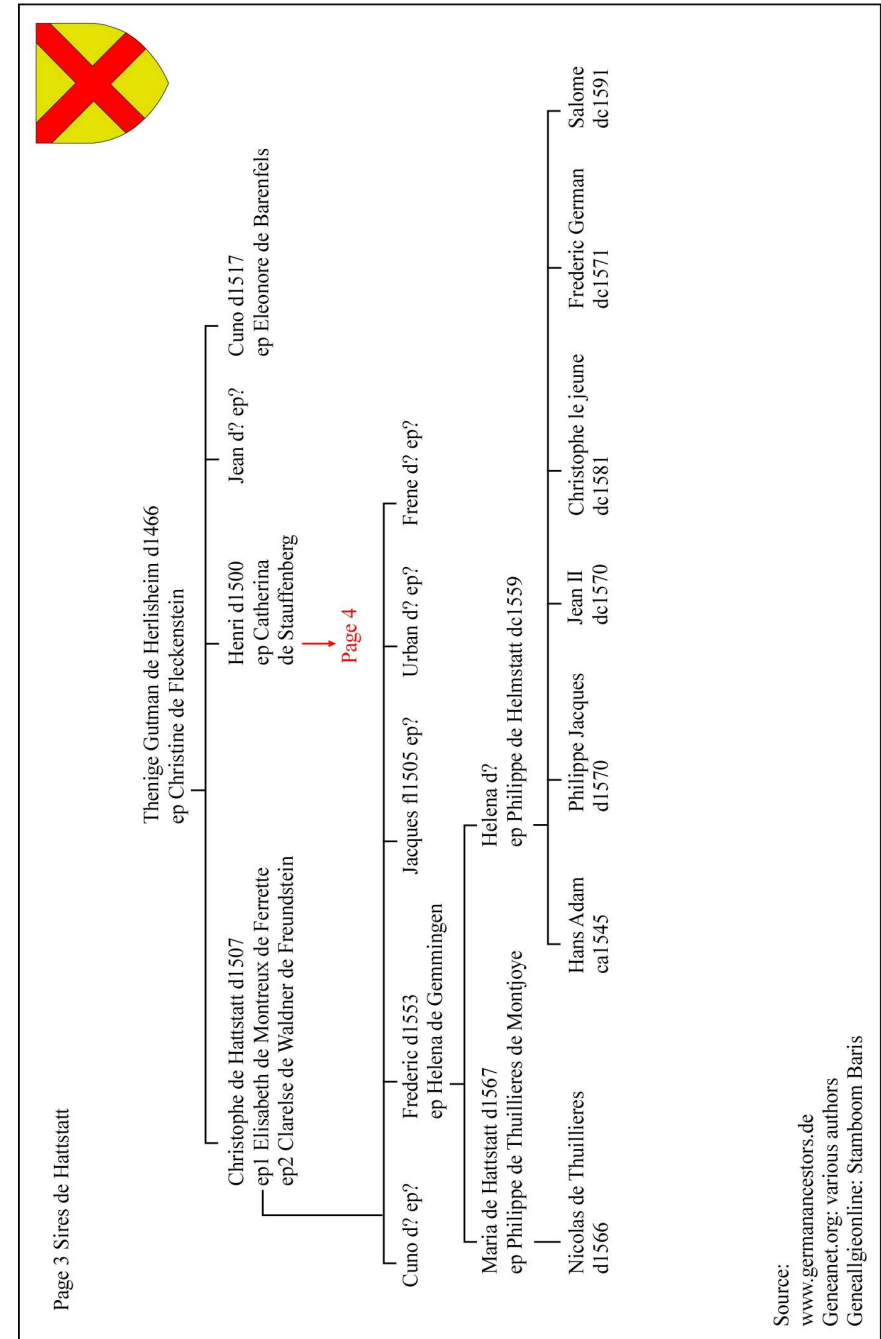 Page 3 Sires de Hattstatt
Thenige Gutman de Herlisheim d1466
ep Christine de Fleckenstein
Christophe de Hattstatt d1507
ep1 Elisabeth de Montreux de Ferrette
ep2 Clarelse de Waldner de Freundstein
Henri d1500
ep Catherina
de Stauffenberg
Page 4
Jean d? ep?
Cuno d1517
ep Eleonore de Barenfels
Cuno d? ep?
Frederic d1553
ep Helena de Gemmingen
Jacques fl1505 ep?
Urban d? ep?
Frene d? ep?
Maria de Hattstatt d1567
ep Philippe de Thuillieres de Montjoye
Helena d?
ep Philippe de Helmstatt dc1559
Nicolas de Thuillieres
d1566
Hans Adam
ca1545
Philippe Jacques
d1570
Jean II
dc1570
Christophe le jeune
dc1581
Frederic German
dc1571
Salome
dc1591
Source:
www.germanancestors.de
Geneanet.org: various authors
Geneallgieonline: Stamboom Baris